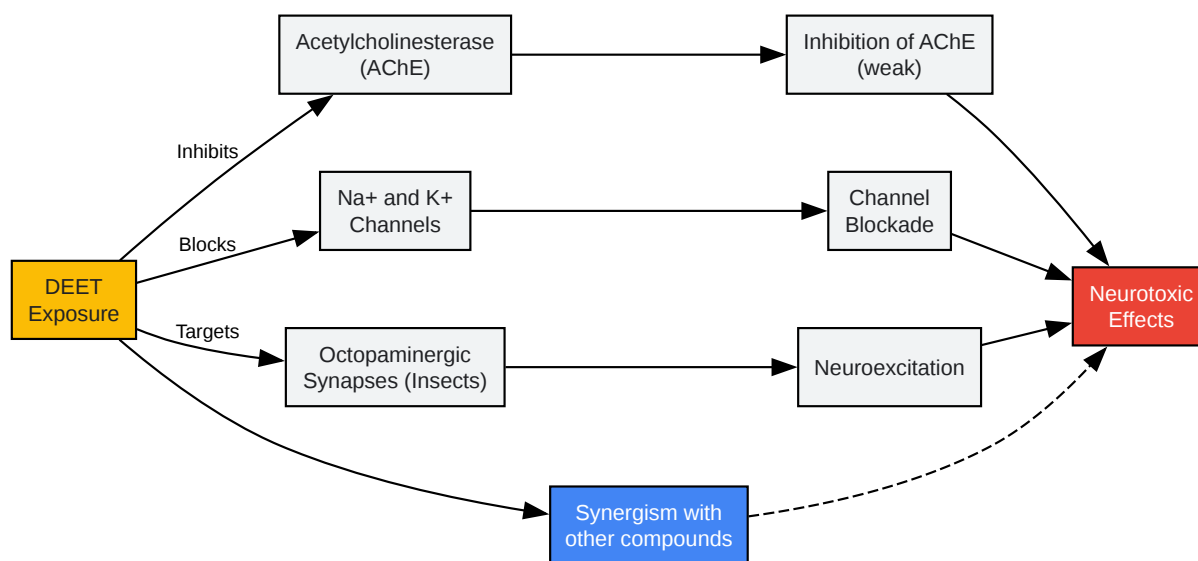 Acetylcholinesterase
(AChE)
Inhibition of AChE
(weak)
Inhibits
Na+ and K+
Channels
Channel
Blockade
Blocks
DEET
Exposure
Neurotoxic
Effects
Targets
Octopaminergic
Synapses (Insects)
Neuroexcitation
Synergism with
other compounds